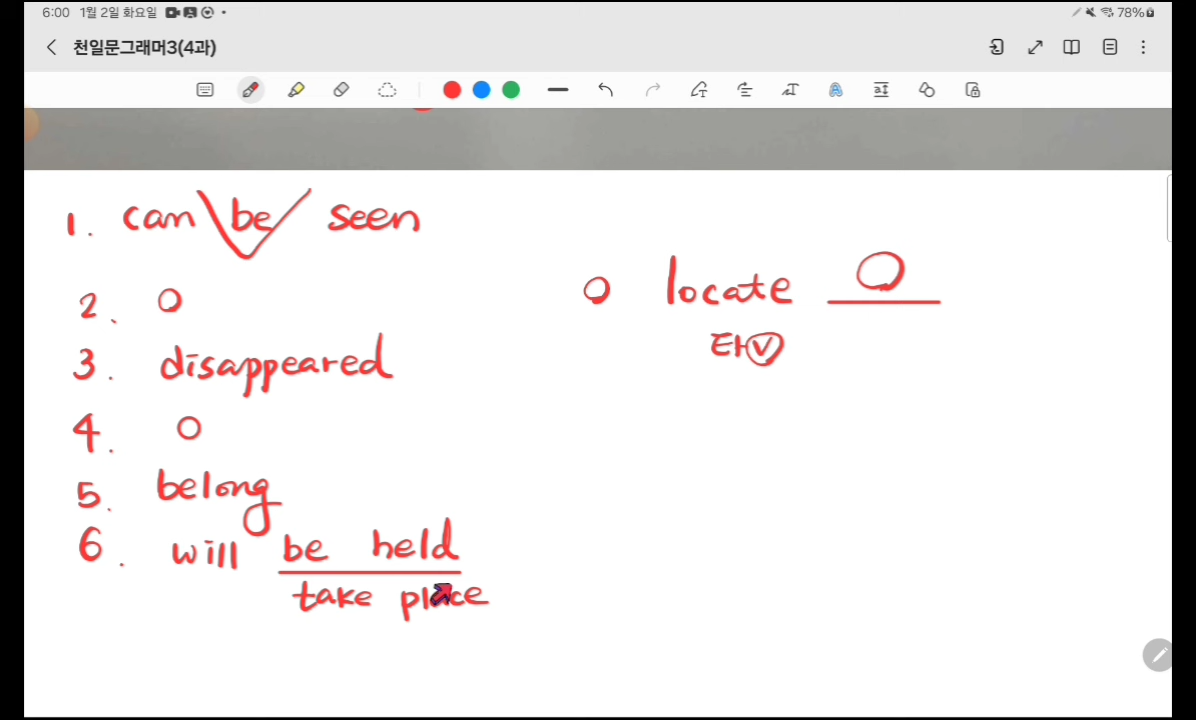 6:00 1월 2일 화요일 78%
천일문그래머3(4과)
1. can be seen
2. O
3. disappeared
4. O
5. belong
6. will be held
take place
O locate O
타V